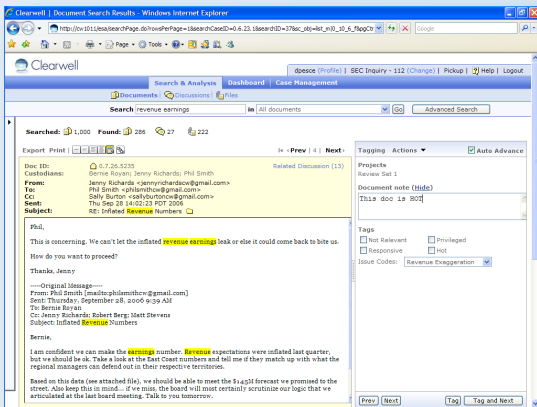 Clearwell | Document Search Results - Windows Internet Explorer
Google
Page Tools
Clearwell
dpesce (Profile) | SEC Inquiry - 112 (Change) | Pickup | Help | Logout
Search & Analysis Dashboard Case Management
Documents Discussions Files
Search revenue earnings in All documents Go Advanced Search
Searched: 1,000 Found: 286 27 222
Export Print | « ‹ Prev | 4 | Next ›
Doc ID: 0.7.26.5235 Related Discussion (13)
Custodians: Bernie Royan; Jenny Richards; Phil Smith
From: Jenny Richards <jennyrichardscw@gmail.com>
To: Phil Smith <philsmithcw@gmail.com>
Cc: Sally Burton <sallyburtoncw@gmail.com>
Sent: Thu Sep 28 14:02:23 PDT 2006
Subject: RE: Inflated Revenue Numbers
Phil,
This is concerning. We can't let the inflated revenue earnings leak or else it could come back to bite us.
How do you want to proceed?
Thanks, Jenny
-----Original Message-----
From: Phil Smith [mailto:philsmithcw@gmail.com]
Sent: Thursday, September 28, 2006 9:39 AM
To: Bernie Royan
Cc: Jenny Richards; Robert Berg; Matt Stevens
Subject: Inflated Revenue Numbers
Bernie,
I am confident we can make the earnings number. Revenue expectations were inflated last quarter,
but we should be ok. Take a look at the East Coast numbers and tell me if they match up with what the
regional managers can defend out in their respective territories.
Based on this data (see attached file), we should be able to meet the $145M forecast we promised to the
street. Also keep this in mind... if we miss, the board will most certainly scrutinize our logic that we
articulated at the last board meeting. Talk to you tomorrow.
Tagging Actions ▼ Auto Advance
Projects
Review Set 1
Document note (Hide)
This doc is HOT
Tags
Not Relevant Privileged
Responsive Hot
Issue Codes: Revenue Exaggeration
Prev Next Tag Tag and Next